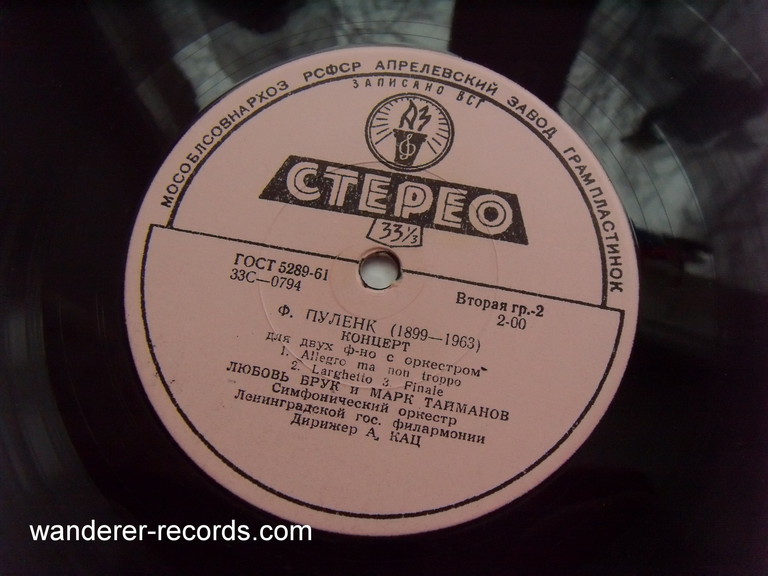 МОСОБЛСОВНАРХОЗ РСФСР АПРЕЛЕВСКИЙ ЗАВОД ГРАМПЛАСТИНОК
ЗАПИСАНО ВСГ
АЗ
СТЕРЕО
33⅓
ГОСТ 5289-61
33С—0794
Вторая гр.-2
2-00
Ф. ПУЛЕНК (1899—1963)
КОНЦЕРТ
для двух ф-но с оркестром
1. Allegro ma non troppo
2. Larghetto 3 Finale
ЛЮБОВЬ БРУК и МАРК ТАЙМАНОВ
Симфонический оркестр
Ленинградской гос. филармонии
Дирижер А. КАЦ
wanderer-records.com